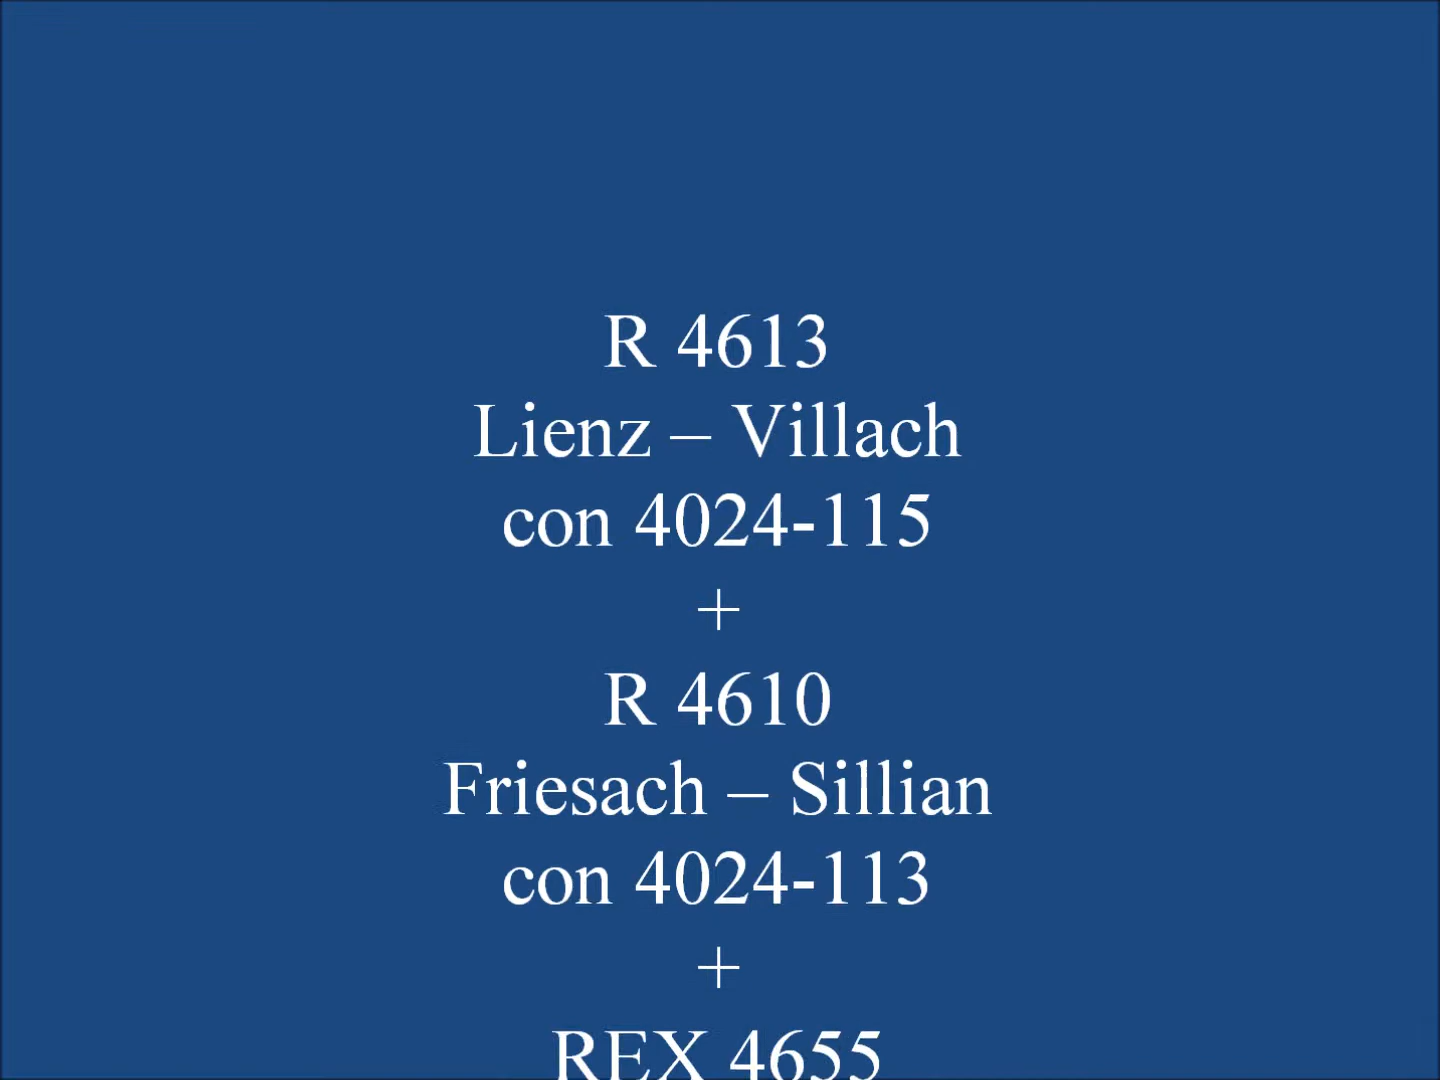 R 4613
Lienz – Villach
con 4024-115
+
R 4610
Friesach – Sillian
con 4024-113
+
REX 4655